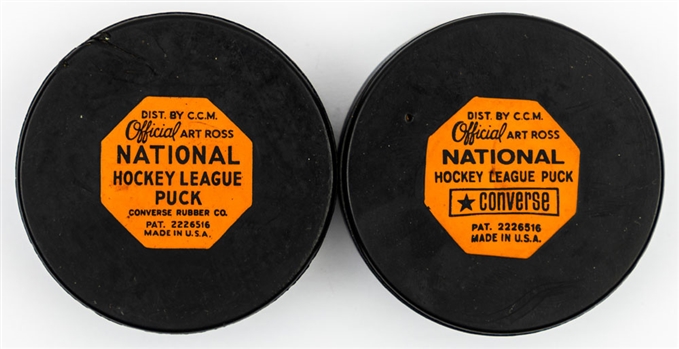 DIST. BY C.C.M.
Official ART ROSS
NATIONAL
HOCKEY LEAGUE
PUCK
CONVERSE RUBBER CO.
PAT. 2226516
MADE IN U.S.A.
DIST. BY C.C.M.
Official ART ROSS
NATIONAL
HOCKEY LEAGUE PUCK
★ converse
PAT. 2226516
MADE IN U.S.A.